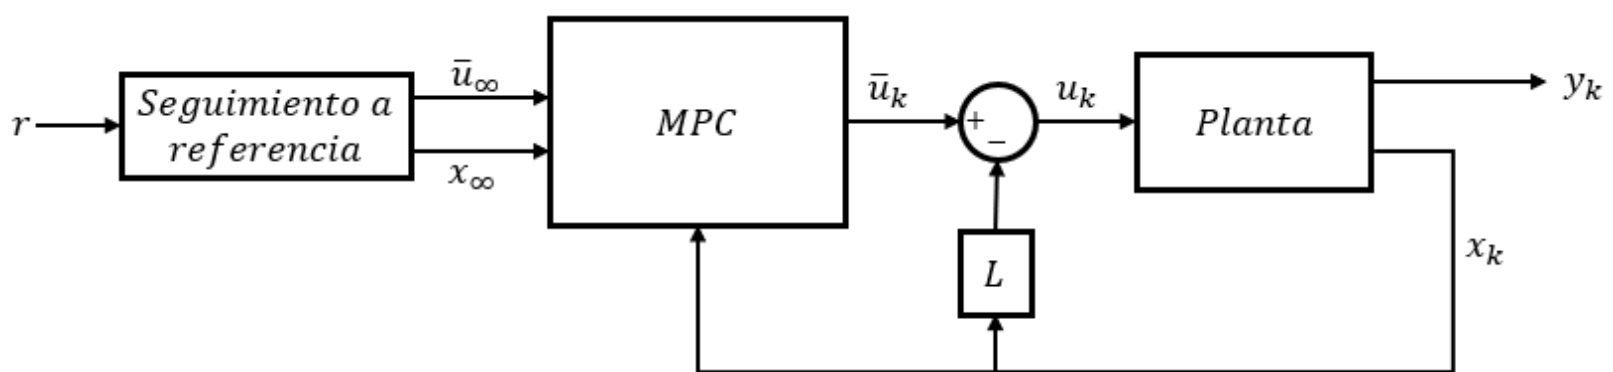 r
Seguimiento a
referencia
ū∞
x∞
MPC
ūₖ
+
−
uₖ
L
Planta
yₖ
xₖ